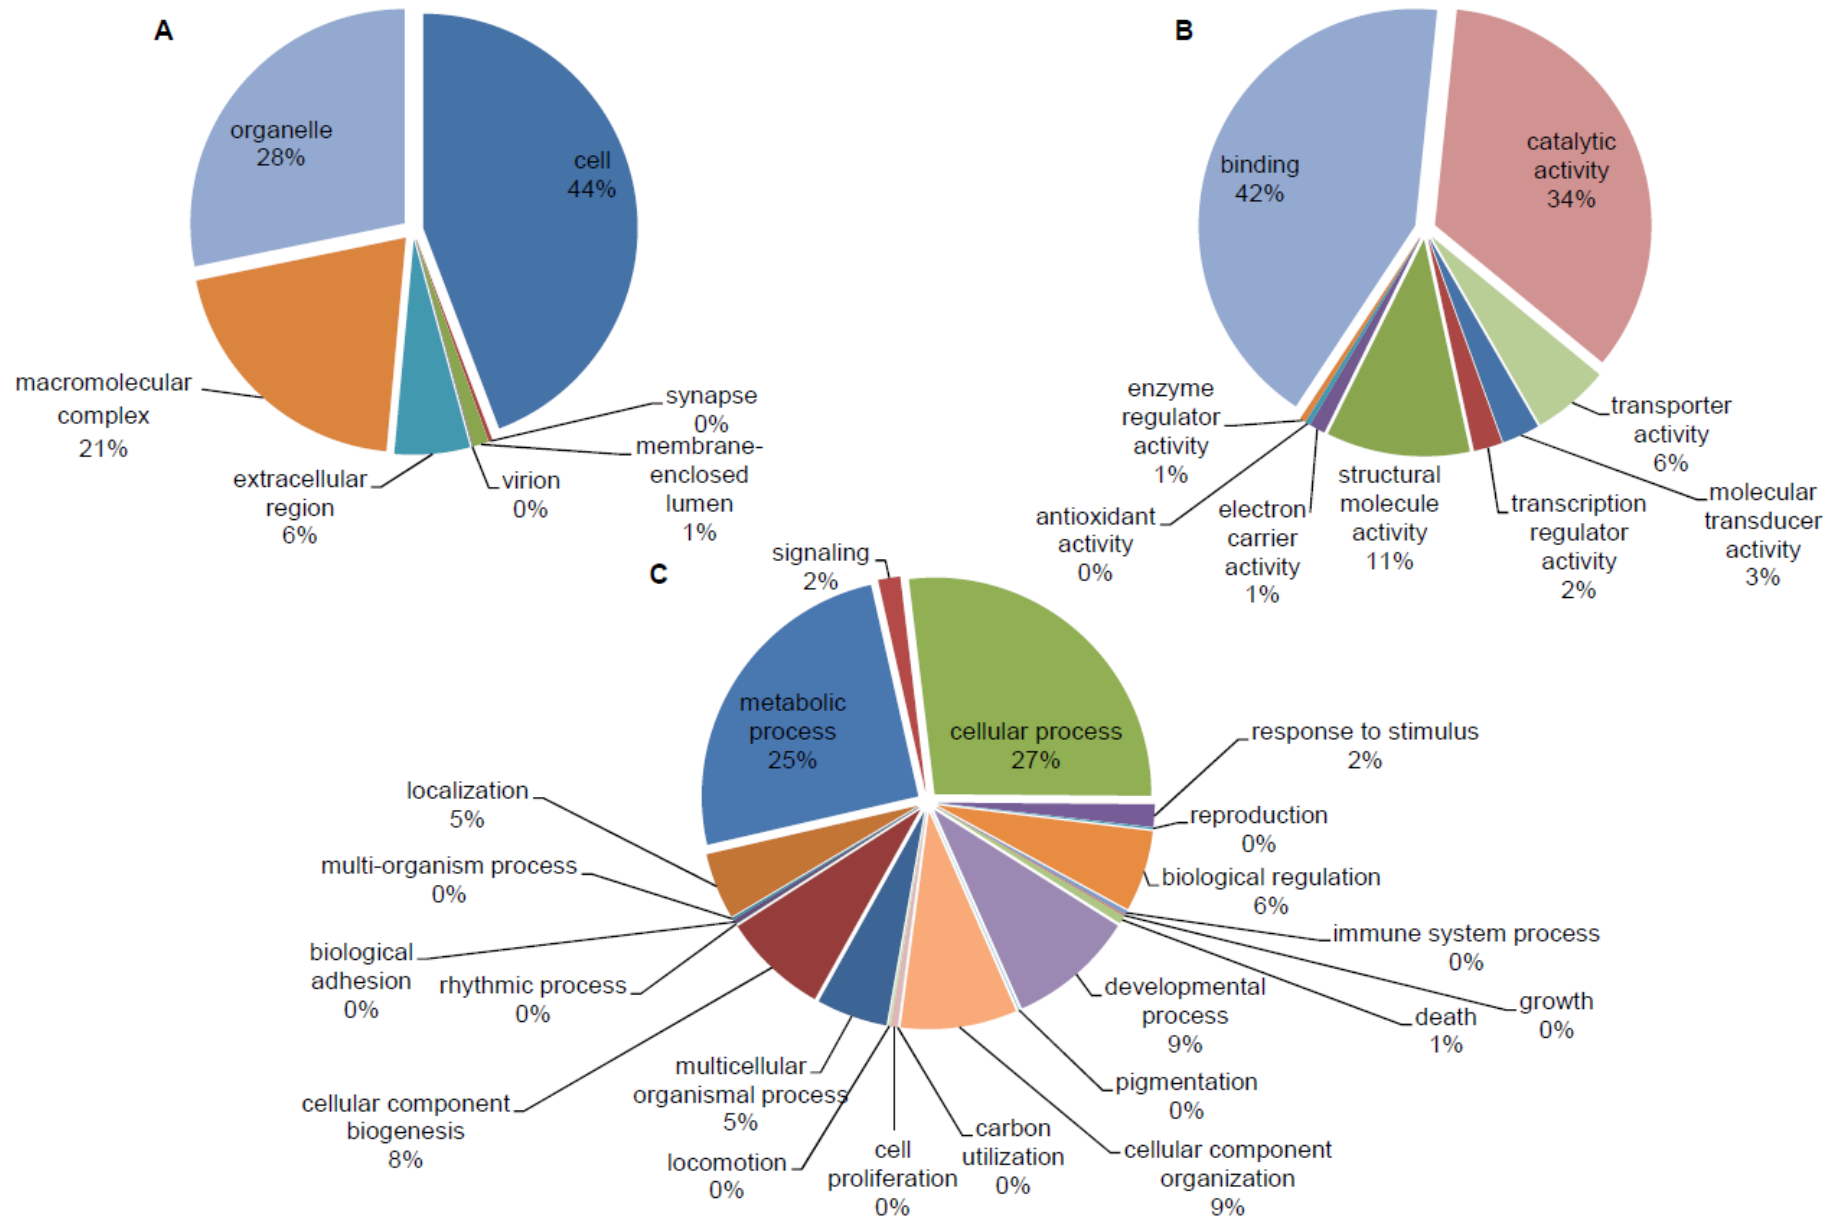 A
organelle
28%
cell
44%
macromolecular
complex
21%
extracellular
region
6%
virion
0%
synapse
0%
membrane-
enclosed
lumen
1%
B
binding
42%
catalytic
activity
34%
enzyme
regulator
activity
1%
antioxidant
activity
0%
electron
carrier
activity
1%
structural
molecule
activity
11%
transcription
regulator
activity
2%
transporter
activity
6%
molecular
transducer
activity
3%
C
signaling
2%
metabolic
process
25%
cellular process
27%
response to stimulus
2%
reproduction
0%
biological regulation
6%
immune system process
0%
growth
0%
death
1%
developmental
process
9%
pigmentation
0%
cellular component
organization
9%
carbon
utilization
0%
cell
proliferation
0%
locomotion
0%
multicellular
organismal process
5%
cellular component
biogenesis
8%
rhythmic process
0%
biological
adhesion
0%
multi-organism process
0%
localization
5%